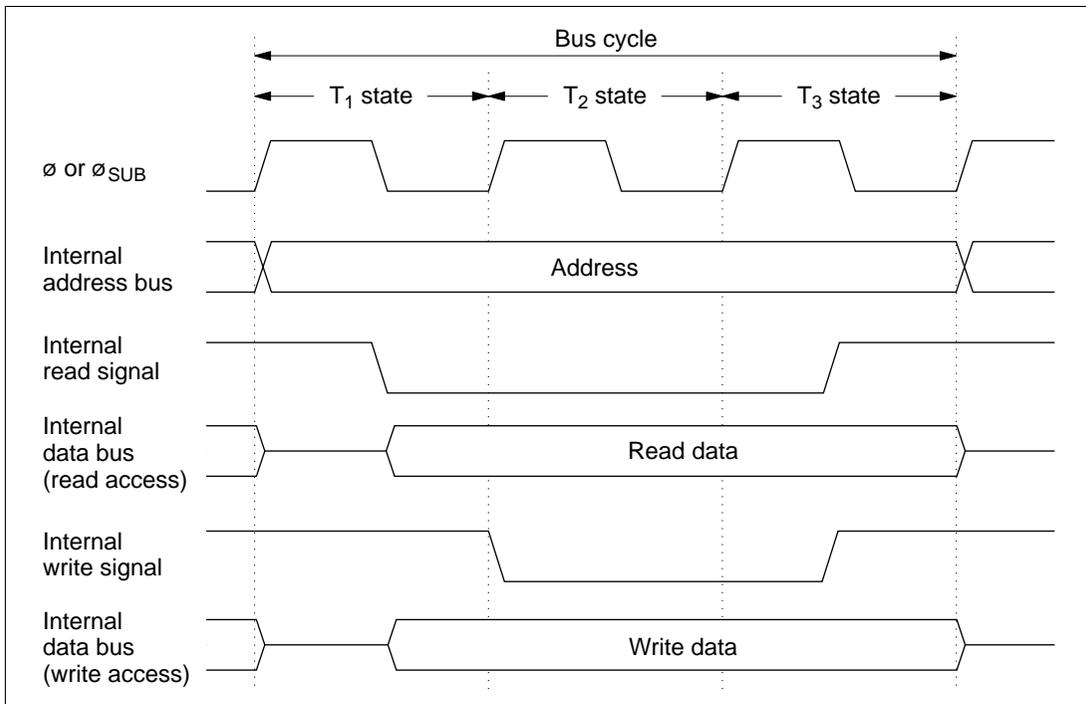 Bus cycle
T1 state T2 state T3 state
ø or øSUB
Internal
address bus
Address
Internal
read signal
Internal
data bus
(read access)
Read data
Internal
write signal
Internal
data bus
(write access)
Write data